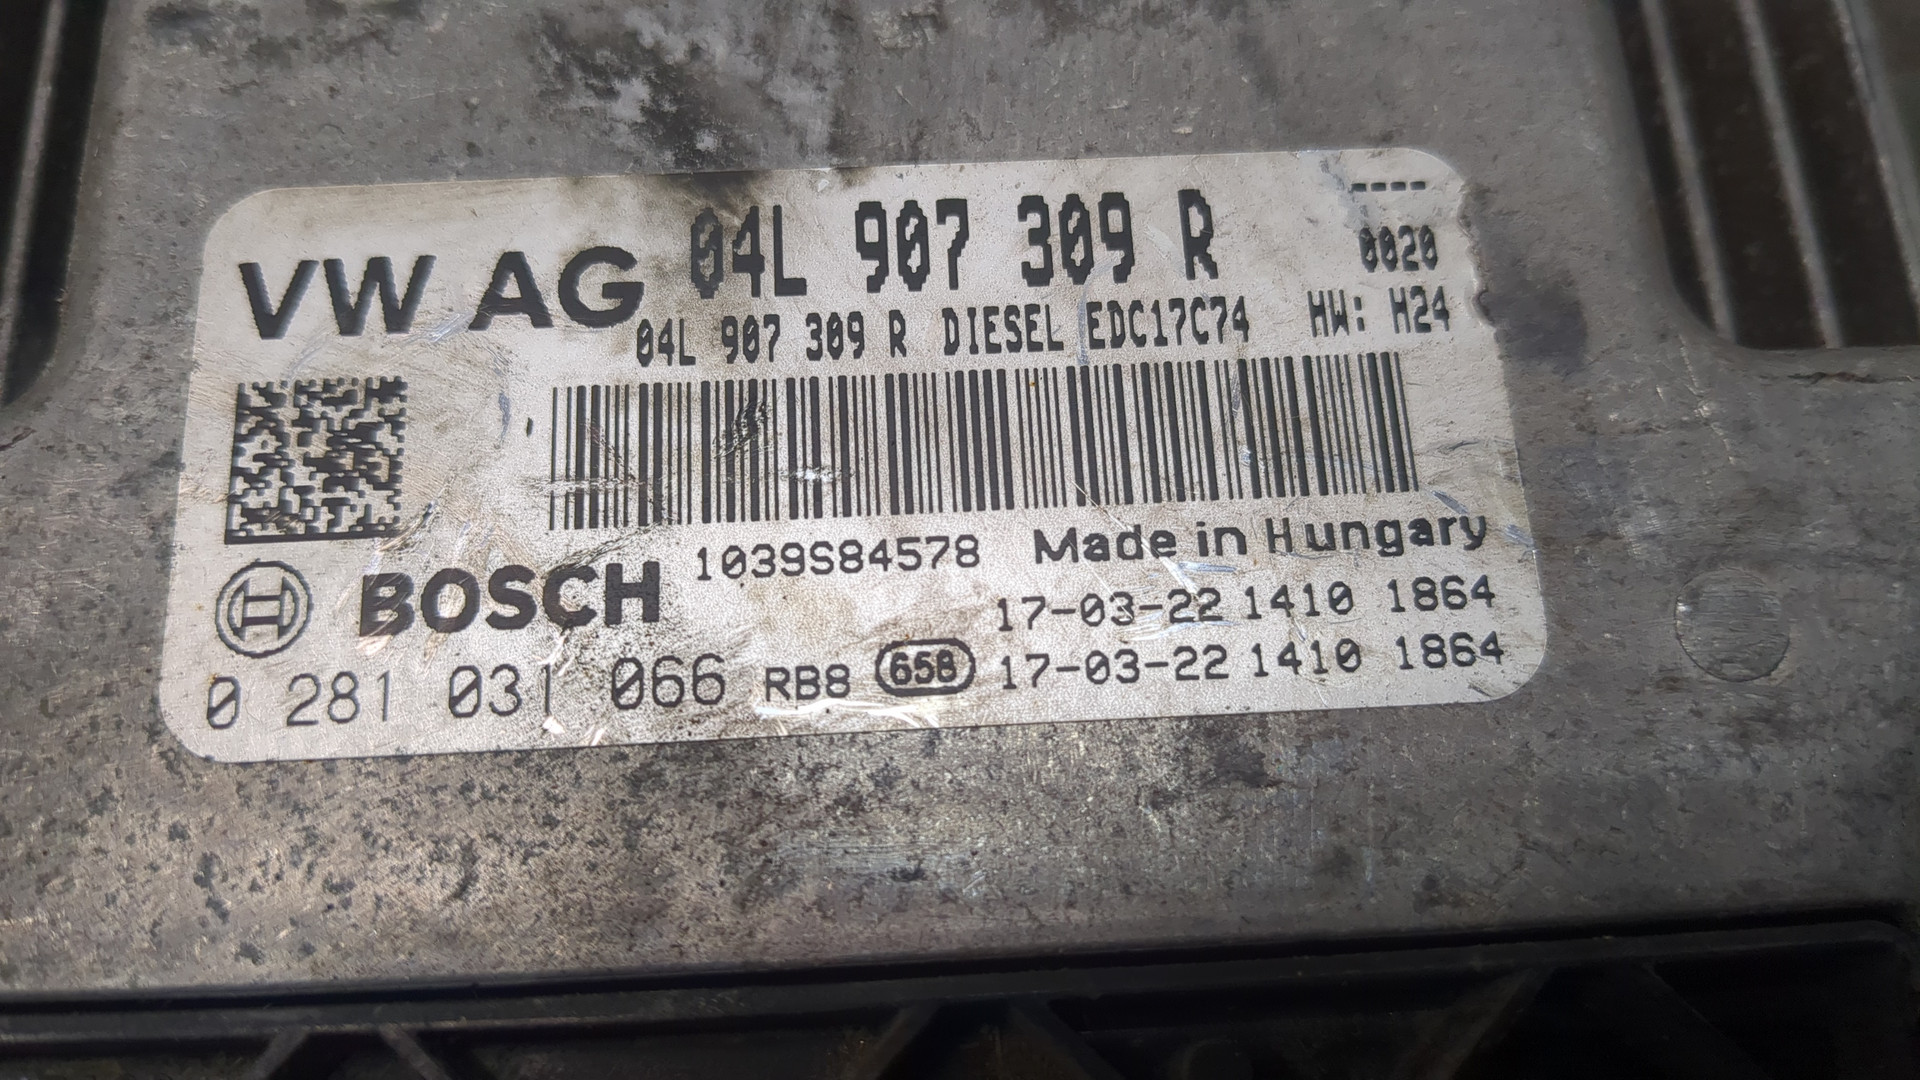 VW AG 04L 907 309 R ----
0020
04L 907 309 R DIESEL EDC17C74 HW: H24
1039S84578 Made in Hungary
BOSCH 17-03-22 1410 1864
0 281 031 066 RB8 658 17-03-22 1410 1864